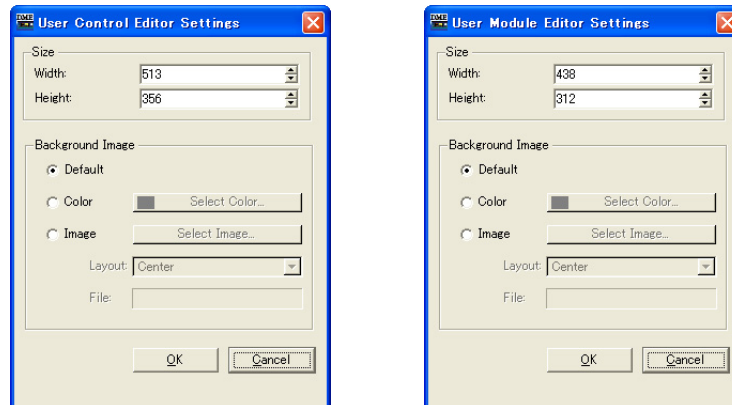 DME
User Control Editor Settings
Size
Width: 513
Height: 356
Background Image
Default
Color Select Color...
Image Select Image...
Layout: Center
File:
OK Cancel
DME
User Module Editor Settings
Size
Width: 438
Height: 312
Background Image
Default
Color Select Color...
Image Select Image...
Layout: Center
File:
OK Cancel